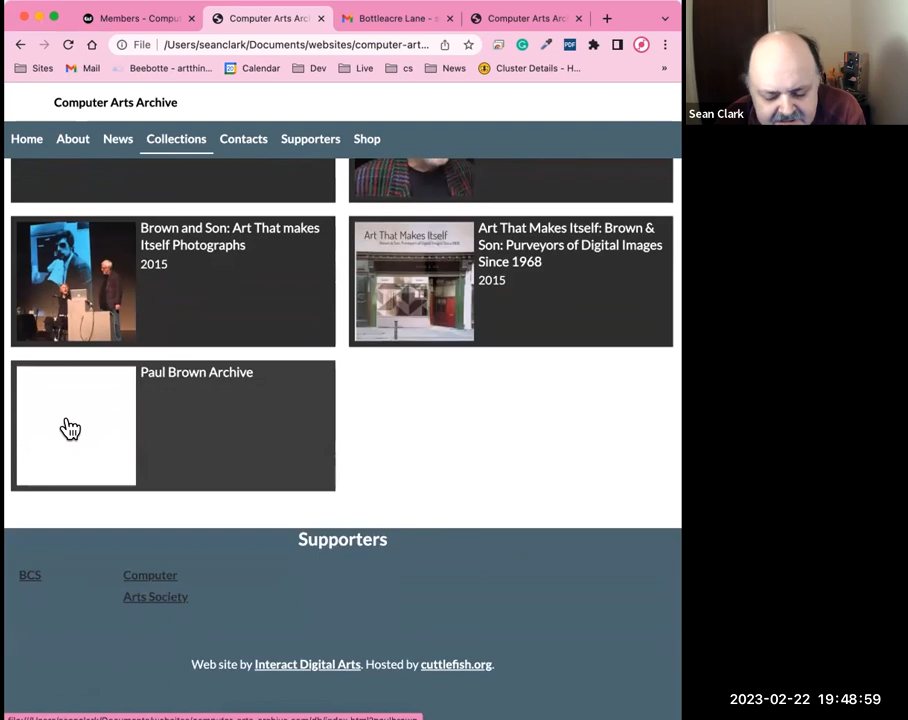 Members - Comput
Computer Arts Arc
Bottleacre Lane - s
Computer Arts Arc
File
/Users/seanclark/Documents/websites/computer-art...
Sites
Mail
Beebotte - artthin...
Calendar
Dev
Live
cs
News
Cluster Details - H...
»
Computer Arts Archive
Home
About
News
Collections
Contacts
Supporters
Shop
Brown and Son: Art That makes
Itself Photographs
2015
Art That Makes Itself
Art That Makes Itself: Brown &
Son: Purveyors of Digital Images
Since 1968
2015
Paul Brown Archive
Supporters
BCS
Computer
Arts Society
Web site by Interact Digital Arts. Hosted by cuttlefish.org.
Sean Clark
2023-02-22 19:48:59